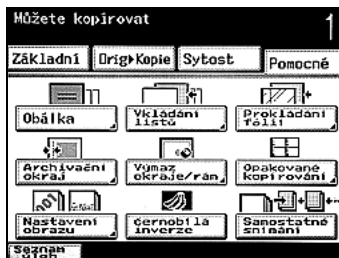 Můžete kopírovat 1
Základní Orig▸Kopie Sytost Pomocné
Obálka
Vkládání
listů
Prokládání
fólií
Archivační
okraj
Výmaz
okraje/rám.
Opakované
kopírování
Nastavení
obrazu
černobílá
inverze
Samostatné
snímání
Seznam
úloh